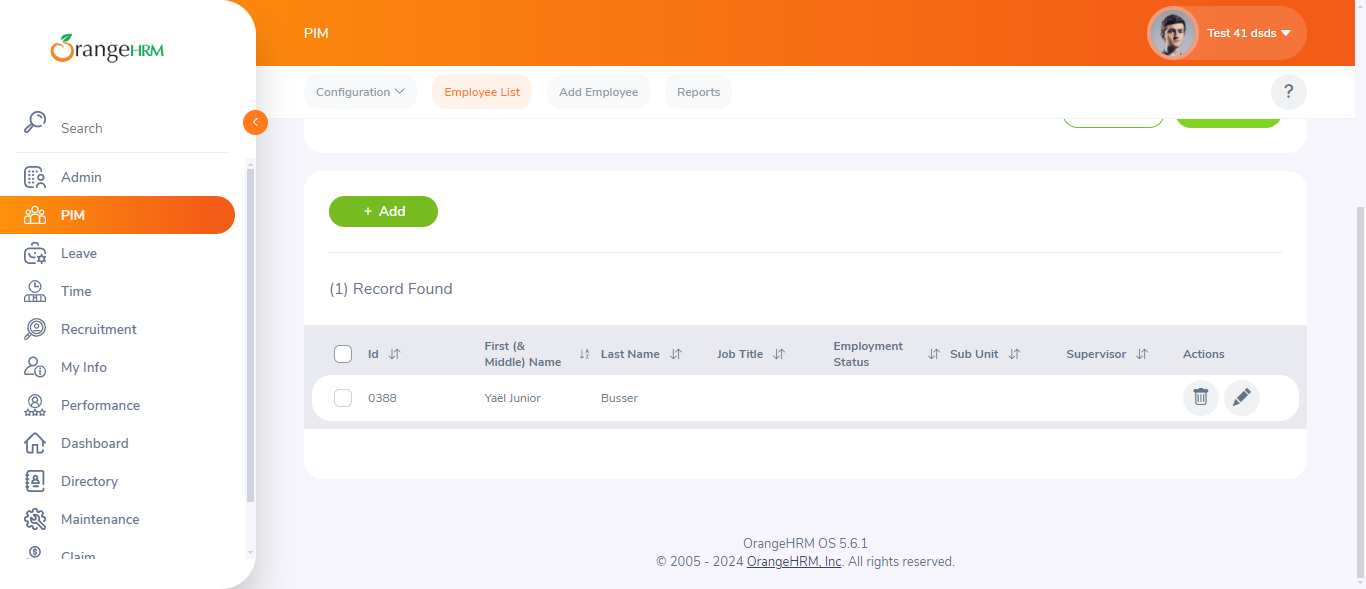 OrangeHRM
Search
Admin
PIM
Leave
Time
Recruitment
My Info
Performance
Dashboard
Directory
Maintenance
Claim
PIM
Test 41 dsds
Configuration
Employee List
Add Employee
Reports
?
+ Add
(1) Record Found
Id
First (& Middle) Name
Last Name
Job Title
Employment Status
Sub Unit
Supervisor
Actions
0388
Yaël Junior
Busser
OrangeHRM OS 5.6.1
© 2005 - 2024 OrangeHRM, Inc. All rights reserved.